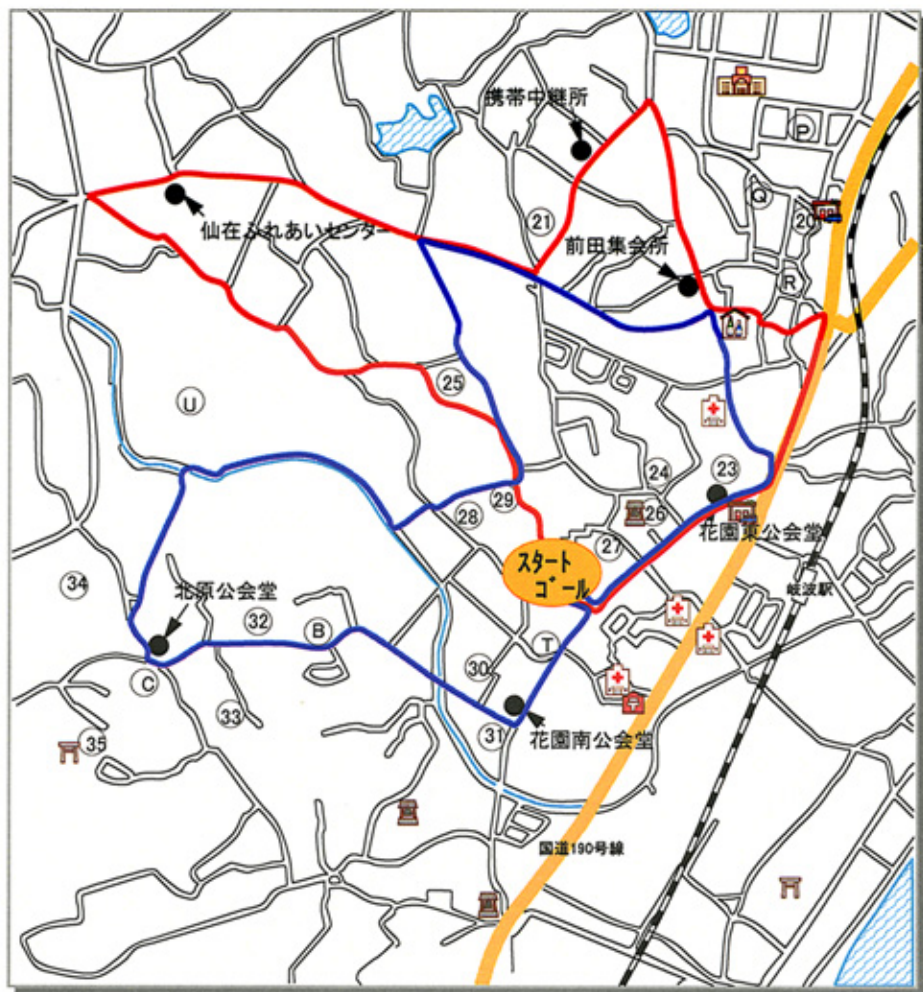 携帯中継所
P
Q
20
21
仙在ふれあいセンター
前田集会所
R
25
U
24
23
29
28
26
花園東公会堂
27
スタート
ゴール
岐波駅
34
北原公会堂
32
B
T
30
C
33
31
花園南公会堂
35
国道190号線